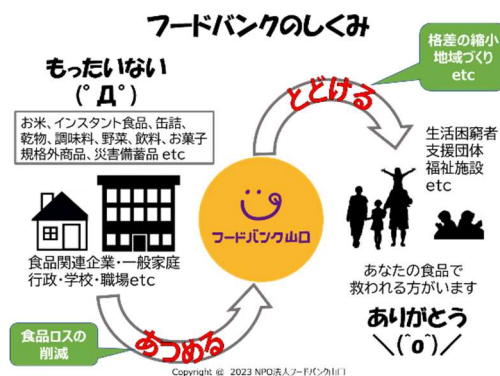 フードバンクのしくみ
もったいない
(ﾟДﾟ)
お米、インスタント食品、缶詰、
乾物、調味料、野菜、飲料、お菓子
規格外商品、災害備蓄品 etc
食品関連企業・一般家庭
行政・学校・職場etc
食品ロスの
削減
あつめる
フードバンク山口
とどける
格差の縮小
地域づくり
etc
生活困窮者
支援団体
福祉施設
etc
あなたの食品で
救われる方がいます
ありがとう
＼(^o^)／
Copyright @ 2023 NPO法人フードバンク山口